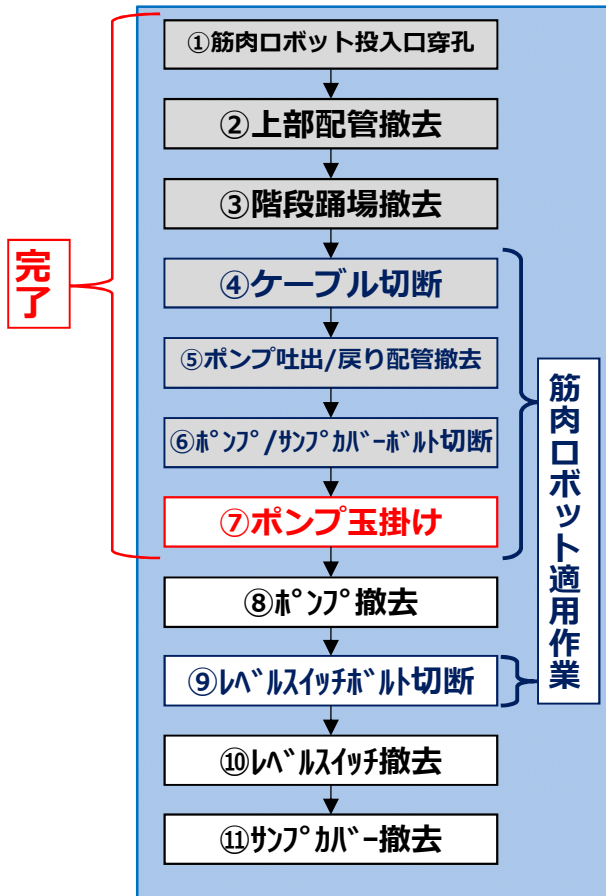 ①筋肉ロボット投入口穿孔
②上部配管撤去
③階段踊場撤去
完了
④ケーブル切断
⑤ポンプ吐出/戻り配管撤去
⑥ﾎﾟﾝﾌﾟ/ｻﾝﾌﾟｶﾊﾞｰﾎﾞﾙﾄ切断
⑦ポンプ玉掛け
筋肉ロボット適用作業
⑧ﾎﾟﾝﾌﾟ撤去
⑨ﾚﾍﾞﾙｽｲｯﾁﾎﾞﾙﾄ切断
⑩ﾚﾍﾞﾙｽｲｯﾁ撤去
⑪ｻﾝﾌﾟｶﾊﾞｰ撤去